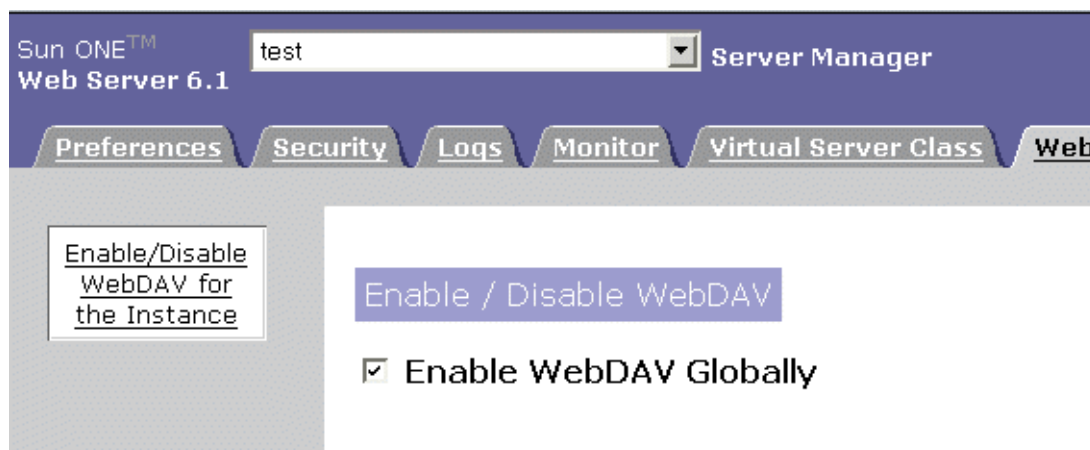 Sun ONE™
Web Server 6.1
test
Server Manager
Preferences Security Logs Monitor Virtual Server Class Web
Enable/Disable
WebDAV for
the Instance
Enable / Disable WebDAV
Enable WebDAV Globally